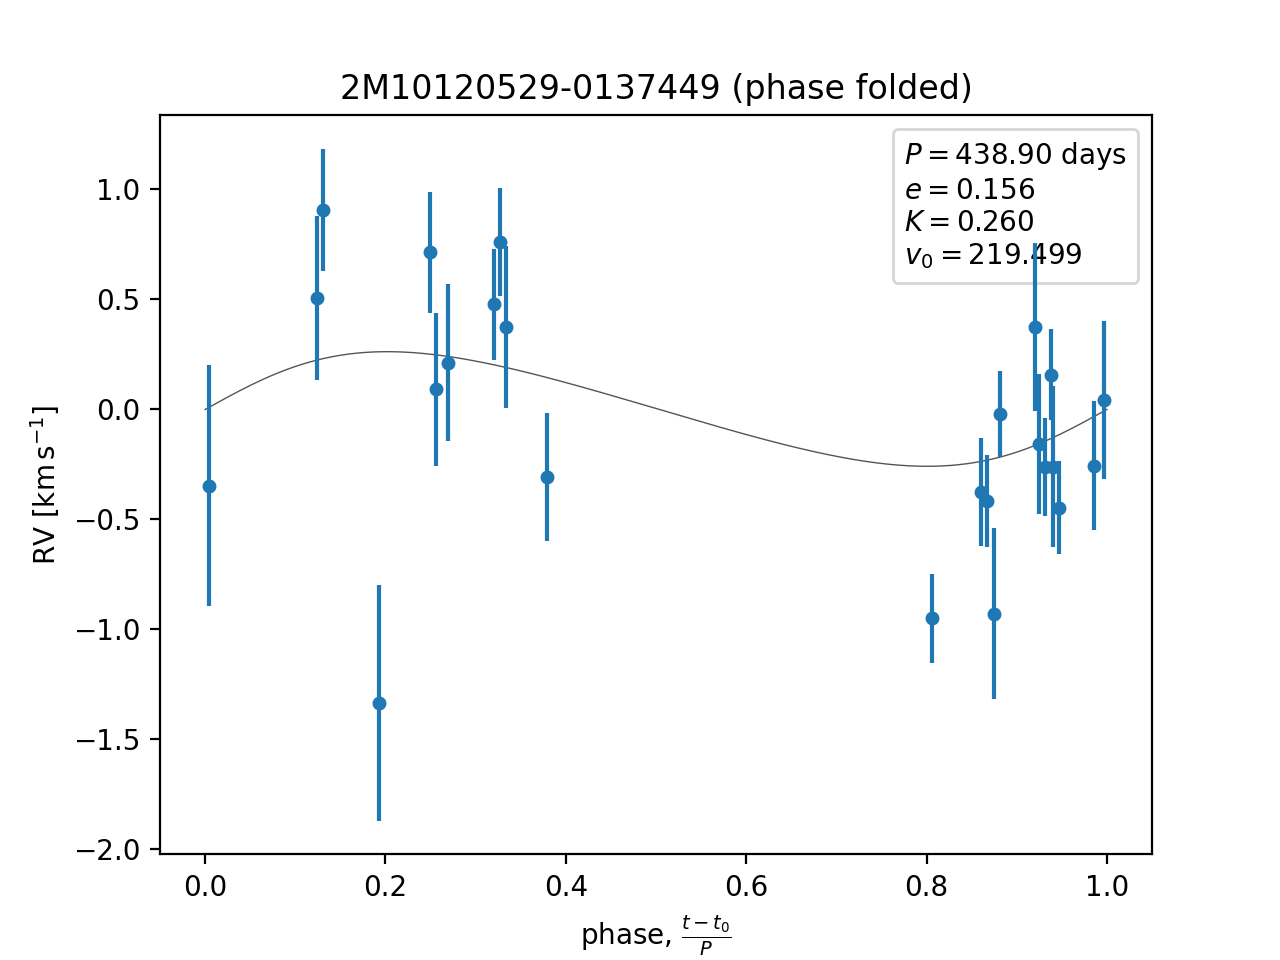 2M10120529-0137449 (phase folded)
P = 438.90 days
e = 0.156
K = 0.260
v₀ = 219.499
1.0
0.5
0.0
−0.5
−1.0
−1.5
−2.0
RV [km s⁻¹]
0.0 0.2 0.4 0.6 0.8 1.0
phase, (t − t₀)/P